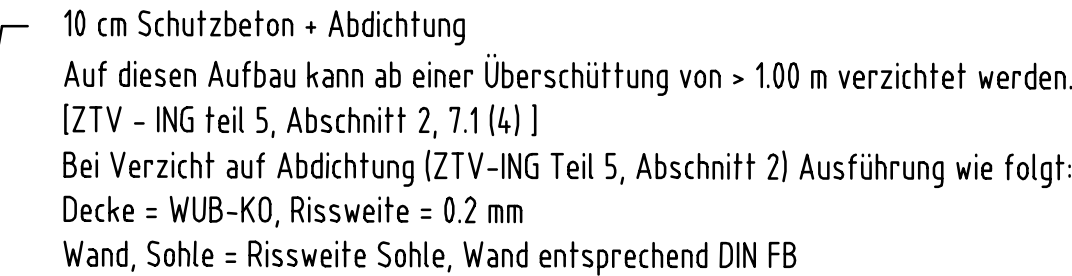 10 cm Schutzbeton + Abdichtung
Auf diesen Aufbau kann ab einer Überschüttung von > 1.00 m verzichtet werden.
[ZTV - ING teil 5, Abschnitt 2, 7.1 (4) ]
Bei Verzicht auf Abdichtung (ZTV-ING Teil 5, Abschnitt 2) Ausführung wie folgt:
Decke = WUB-KO, Rissweite = 0.2 mm
Wand, Sohle = Rissweite Sohle, Wand entsprechend DIN FB